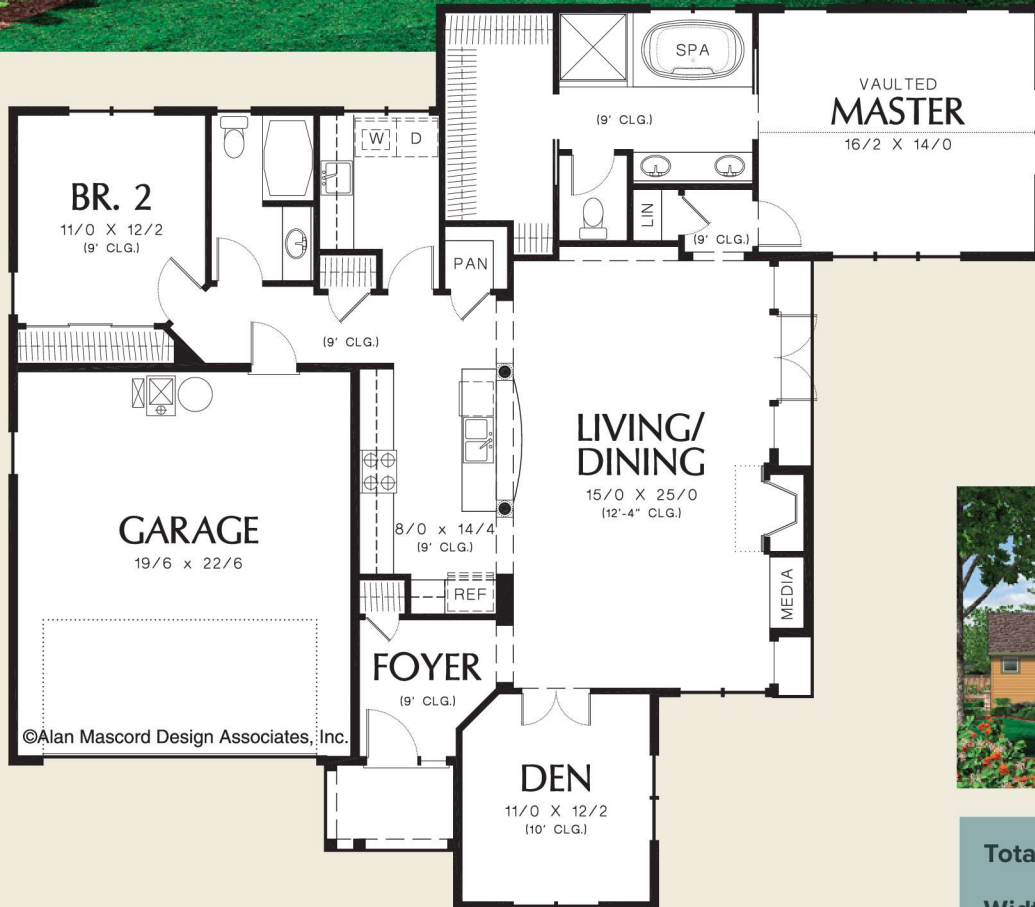 SPA
(9' CLG.)
VAULTED
MASTER
16/2 X 14/0
W D
BR. 2
11/0 X 12/2
(9' CLG.)
LIN
(9' CLG.)
PAN
(9' CLG.)
LIVING/
DINING
15/0 X 25/0
(12'-4" CLG.)
GARAGE
19/6 x 22/6
8/0 x 14/4
(9' CLG.)
REF
MEDIA
FOYER
(9' CLG.)
©Alan Mascord Design Associates, Inc.
DEN
11/0 X 12/2
(10' CLG.)
Tota